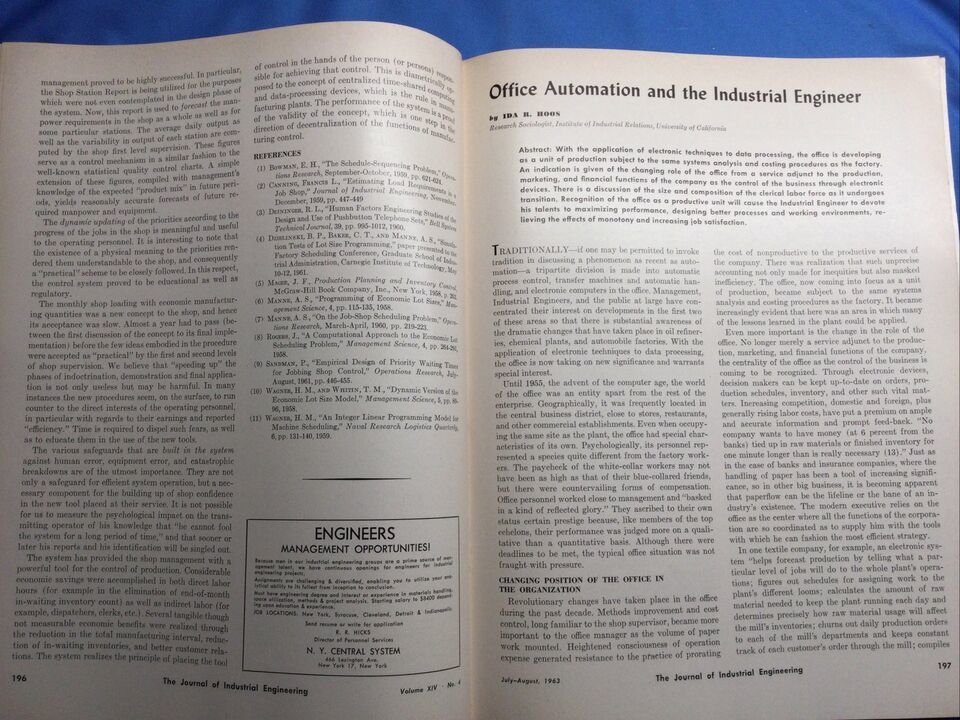 management proved to be highly successful. In particular,
the Shop Station Report is being utilized for the purposes
which were not even contemplated in the design phase of
the system. Now, this report is used to forecast the man-
power requirements in the shop as a whole as well as for
some particular stations. The average daily output as
well as the variability in output of each station are com-
puted by the shop first level supervision. These figures
serve as a control mechanism in a similar fashion to the
well-known statistical quality control charts. A simple
extension of these figures, compiled with management's
knowledge of the expected "product mix" in future peri-
ods, yields reasonably accurate forecasts of future re-
quired manpower and equipment.
The dynamic updating of the priorities according to the
progress of the jobs in the shop is meaningful and useful
to the operating personnel. It is interesting to note that
the existence of a physical meaning to the priorities ren-
dered them understandable to the shop, and consequently
a "practical" scheme to be closely followed. In this respect,
the control system proved to be educational as well as
regulatory.
The monthly shop loading with economic manufactur-
ing quantities was a new concept to the shop, and hence
its acceptance was slow. Almost a year had to pass (be-
tween the first discussion of the concept to its final imple-
mentation) before the few ideas embodied in the procedure
were accepted as "practical" by the first and second levels
of shop supervision. We believe that "speeding up" the
phases of indoctrination, demonstration and final applica-
tion is not only useless but may be harmful. In many
instances the new procedures seem, on the surface, to run
counter to the direct interests of the operating personnel,
in particular with regards to their earnings and reported
"efficiency." Time is required to dispel such fears, as well
as to educate them in the use of the new tools.
The various safeguards that are built in the system
against human error, equipment error, and catastrophic
breakdowns are of the utmost importance. They are not
only a safeguard for efficient system operation, but a nec-
essary component for the building up of shop confidence
in the new tool placed at their service. It is not possible
for us to measure the psychological impact on the trans-
mitting operator of his knowledge that "he cannot fool
the system for a long period of time," and that sooner or
later his reports and his identification will be singled out.
The system has provided the shop management with a
powerful tool for the control of production. Considerable
economic savings were accomplished in both direct labor
hours (for example in the elimination of end-of-month
in-waiting inventory count) as well as indirect labor (for
example, dispatchers, clerks, etc.). Several tangible though
not measurable economic benefits were realized through
the reduction in the total manufacturing interval, reduc-
tion of in-waiting inventories, and better customer rela-
tions. The system realizes the principle of placing the tool
of control in the hands of the person (or persons) respon-
sible for achieving that control. This is diametrically op-
posed to the concept of centralized time-shared computing
and data-processing devices, which is the rule in manu-
facturing plants. The performance of the system is a proof
of the validity of the concept, which is one step in the
direction of decentralization of the functions of manufac-
turing control.
REFERENCES
(1) Bowman, E. H., "The Schedule-Sequencing Problem," Opera-
tions Research, September-October, 1959, pp. 621-624.
(2) Canning, Francis L., "Estimating Load Requirements in a
Job Shop," Journal of Industrial Engineering, November-
December, 1959, pp. 447-449
(3) Deininger, R. L., "Human Factors Engineering Studies of the
Design and Use of Pushbutton Telephone Sets," Bell System
Technical Journal, 39, pp. 995-1012, 1960.
(4) Dzielinski, B. P., Baker, C. T., and Manne, A. S., "Simula-
tion Tests of Lot Size Programming," paper presented to the
Factory Scheduling Conference, Graduate School of Indus-
trial Administration, Carnegie Institute of Technology, May
10-12, 1961.
(5) Magee, J. F., Production Planning and Inventory Control,
McGraw-Hill Book Company, Inc., New York, 1958, p. 262.
(6) Manne, A. S., "Programming of Economic Lot Sizes," Man-
agement Science, 4, pp. 115-135, 1958.
(7) Manne, A. S., "On the Job-Shop Scheduling Problem," Opera-
tions Research, March-April, 1960, pp. 219-223.
(8) Rogers, J., "A Computational Approach to the Economic Lot
Scheduling Problem," Management Science, 4, pp. 264-291,
1958.
(9) Sandman, P., "Empirical Design of Priority Waiting Times
for Jobbing Shop Control," Operations Research, July-
August, 1961, pp. 446-455.
(10) Wagner, H. M., and Whitin, T. M., "Dynamic Version of the
Economic Lot Size Model," Management Science, 5, pp. 89-
96, 1958.
(11) Wagner, H. M., "An Integer Linear Programming Model for
Machine Scheduling," Naval Research Logistics Quarterly,
6, pp. 131-140, 1959.
ENGINEERS
MANAGEMENT OPPORTUNITIES!
Because men in our industrial engineering groups are a prime source of man-
agement talent, we have continuous openings for engineers for industrial
engineering projects.
Assignments are challenging & diversified, enabling you to utilize your ana-
lytical ability to its fullest from inception to conclusion.
Must have engineering degree and interest or experience in materials handling,
space utilization, methods & project analysis. Starting salary to $8400 depend-
ing upon education & experience.
JOB LOCATIONS. New York, Syracuse, Cleveland, Detroit & Indianapolis
Send resume or write for application
R. R. HICKS
Director of Personnel Services
N. Y. CENTRAL SYSTEM
466 Lexington Ave.
New York 17, New York
196
The Journal of Industrial Engineering
Volume XIV · No. 4
Office Automation and the Industrial Engineer
by IDA R. HOOS
Research Sociologist, Institute of Industrial Relations, University of California
Abstract: With the application of electronic techniques to data processing, the office is developing
as a unit of production subject to the same systems analysis and costing procedures as the factory.
An indication is given of the changing role of the office from a service adjunct to the production,
marketing, and financial functions of the company as the control of the business through electronic
devices. There is a discussion of the size and composition of the clerical labor force as it undergoes
transition. Recognition of the office as a productive unit will cause the Industrial Engineer to devote
his talents to maximizing performance, designing better processes and working environments, re-
lieving the effects of monotony and increasing job satisfaction.
TRADITIONALLY—if one may be permitted to invoke
tradition in discussing a phenomenon as recent as auto-
mation—a tripartite division is made into automatic
process control, transfer machines and automatic han-
dling, and electronic computers in the office. Management,
Industrial Engineers, and the public at large have con-
centrated their interest on developments in the first two
of these areas so that there is substantial awareness of
the dramatic changes that have taken place in oil refiner-
ies, chemical plants, and automobile factories. With the
application of electronic techniques to data processing,
the office is now taking on new significance and warrants
special interest.
Until 1955, the advent of the computer age, the world
of the office was an entity apart from the rest of the
enterprise. Geographically, it was frequently located in
the central business district, close to stores, restaurants,
and other commercial establishments. Even when occupy-
ing the same site as the plant, the office had special char-
acteristics of its own. Psychologically, its personnel rep-
resented a species quite different from the factory work-
ers. The paycheck of the white-collar workers may not
have been as high as that of their blue-collared friends,
but there were countervailing forms of compensation.
Office personnel worked close to management and "basked
in a kind of reflected glory." They ascribed to their own
status certain prestige because, like members of the top
echelons, their performance was judged more on a quali-
tative than a quantitative basis. Although there were
deadlines to be met, the typical office situation was not
fraught with pressure.
CHANGING POSITION OF THE OFFICE IN
THE ORGANIZATION
Revolutionary changes have taken place in the office
during the past decade. Methods improvement and cost
control, long familiar to the shop supervisor, became more
important to the office manager as the volume of paper
work mounted. Heightened consciousness of operation
expense generated resistance to the practice of prorating
the cost of nonproductive to the productive services of
the company. There was realization that such imprecise
accounting not only made for inequities but also masked
inefficiency. The office, now coming into focus as a unit
of production, became subject to the same systems
analysis and costing procedures as the factory. It became
increasingly evident that here was an area in which many
of the lessons learned in the plant could be applied.
Even more important is the change in the role of the
office. No longer merely a service adjunct to the produc-
tion, marketing, and financial functions of the company,
the centrality of the office as the control of the business is
coming to be recognized. Through electronic devices,
decision makers can be kept up-to-date on orders, pro-
duction schedules, inventory, and other such vital mat-
ters. Increasing competition, domestic and foreign, plus
generally rising labor costs, have put a premium on ample
and accurate information and prompt feed-back. "No
company wants to have money (at 6 percent from the
banks) tied up in raw materials or finished inventory for
one minute longer than is really necessary (13)." Just as
in the case of banks and insurance companies, where the
handling of paper has been a tool of increasing signifi-
cance, so in other big business, it is becoming apparent
that paperflow can be the lifeline or the bane of an in-
dustry's existence. The modern executive relies on the
office as the center where all the functions of the corpora-
tion are so coordinated as to supply him with the tools
with which he can fashion the most efficient strategy.
In one textile company, for example, an electronic sys-
tem "helps forecast production by telling what a par-
ticular level of jobs will do to the whole plant's opera-
tions; figures out schedules for assigning work to the
plant's different looms; calculates the amount of raw
material needed to keep the plant running each day and
determines precisely how raw material usage will affect
the mill's inventories; churns out daily production orders
to each of the mill's departments and keeps constant
track of each customer's order through the mill; compiles
July-August, 1963
The Journal of Industrial Engineering
197